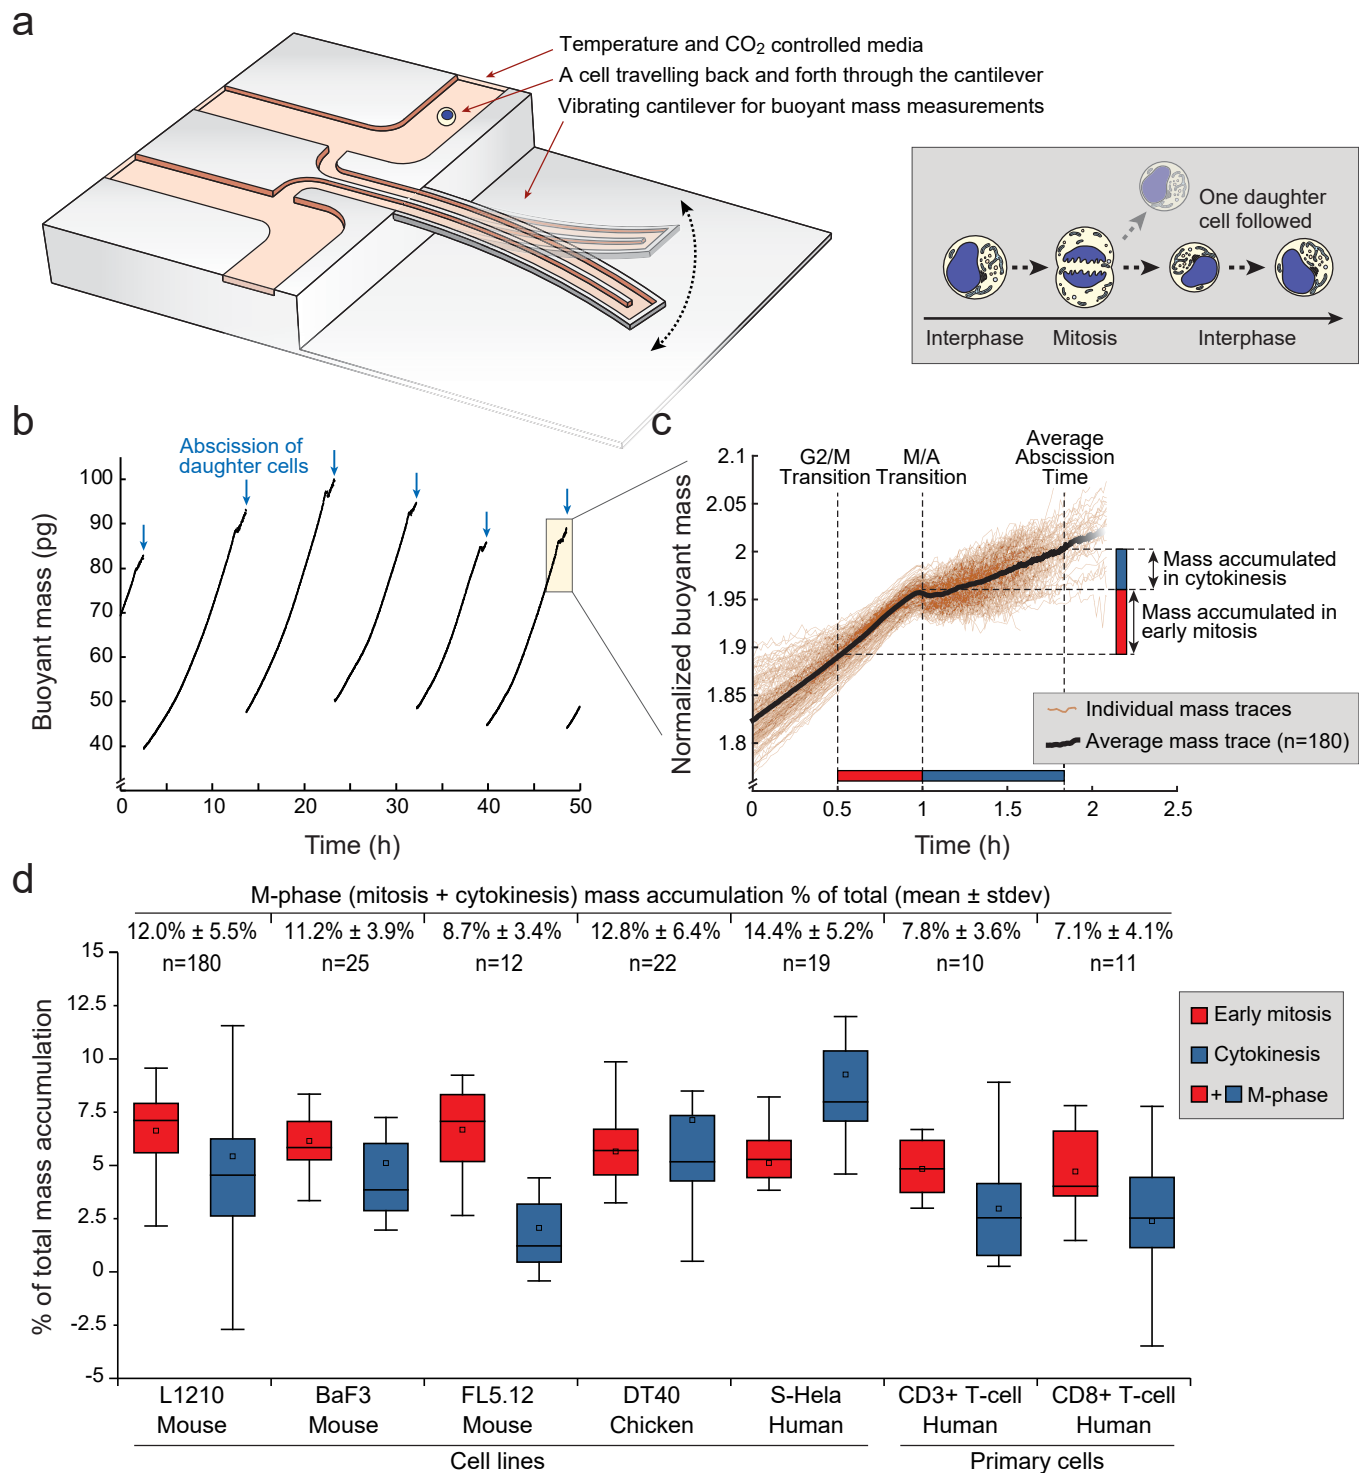 a
Temperature and CO2 controlled media
A cell travelling back and forth through the cantilever
Vibrating cantilever for buoyant mass measurements
One daughter
cell followed
Interphase
Mitosis
Interphase
b
Abscission of
daughter cells
Buoyant mass (pg)
100
90
80
70
60
50
40
0
10
20
30
40
50
Time (h)
c
G2/M
Transition
M/A
Transition
Average
Abscission
Time
Normalized buoyant mass
2.1
2.05
2
1.95
1.9
1.85
1.8
Mass accumulated
in cytokinesis
Mass accumulated in
early mitosis
Individual mass traces
Average mass trace (n=180)
0
0.5
1
1.5
2
2.5
Time (h)
d
M-phase (mitosis + cytokinesis) mass accumulation % of total (mean ± stdev)
12.0% ± 5.5%
11.2% ± 3.9%
8.7% ± 3.4%
12.8% ± 6.4%
14.4% ± 5.2%
7.8% ± 3.6%
7.1% ± 4.1%
n=180
n=25
n=12
n=22
n=19
n=10
n=11
% of total mass accumulation
15
12.5
10
7.5
5
2.5
0
-2.5
-5
Early mitosis
Cytokinesis
+ M-phase
L1210
Mouse
BaF3
Mouse
FL5.12
Mouse
DT40
Chicken
S-Hela
Human
CD3+ T-cell
Human
CD8+ T-cell
Human
Cell lines
Primary cells